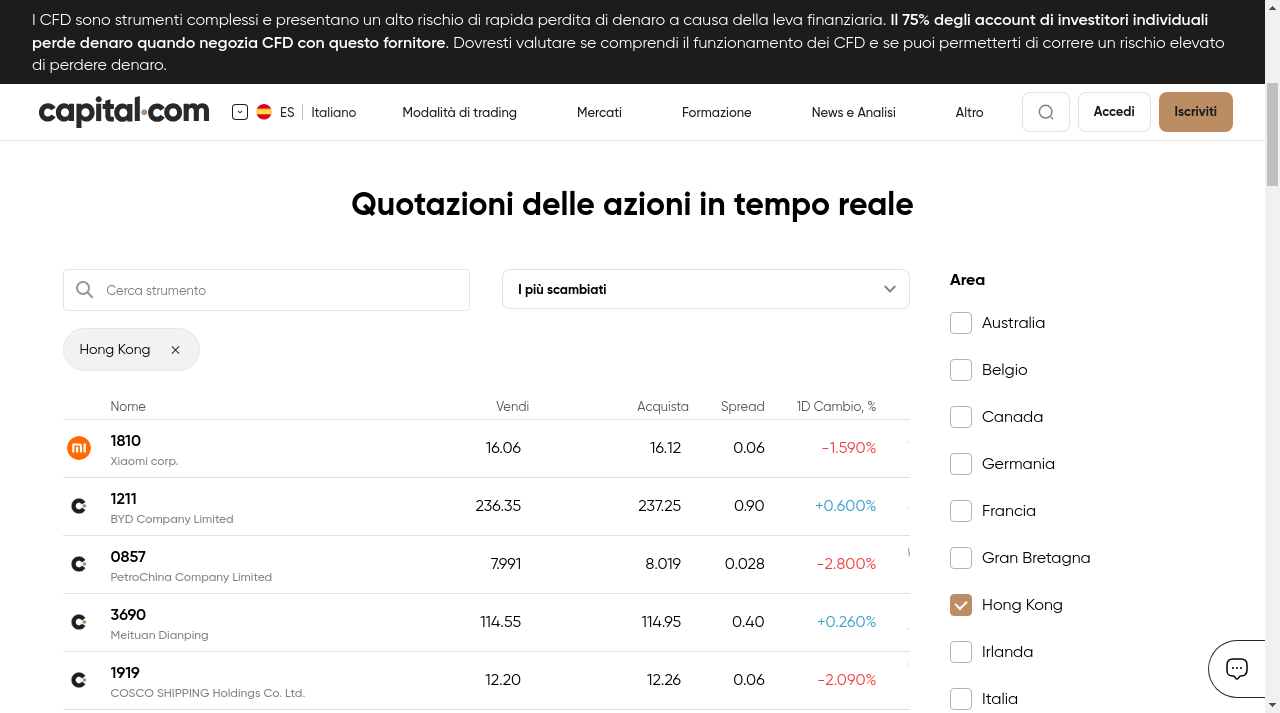 I CFD sono strumenti complessi e presentano un alto rischio di rapida perdita di denaro a causa della leva finanziaria. Il 75% degli account di investitori individuali
perde denaro quando negozia CFD con questo fornitore. Dovresti valutare se comprendi il funzionamento dei CFD e se puoi permetterti di correre un rischio elevato
di perdere denaro.
capital.com ES Italiano Modalità di trading Mercati Formazione News e Analisi Altro Accedi Iscriviti
Quotazioni delle azioni in tempo reale
Cerca strumento I più scambiati
Hong Kong
Nome Vendi Acquista Spread 1D Cambio, %
1810 16.06 16.12 0.06 -1.590%
Xiaomi corp.
1211 236.35 237.25 0.90 +0.600%
BYD Company Limited
0857 7.991 8.019 0.028 -2.800%
PetroChina Company Limited
3690 114.55 114.95 0.40 +0.260%
Meituan Dianping
1919 12.20 12.26 0.06 -2.090%
COSCO SHIPPING Holdings Co. Ltd.
Area
Australia
Belgio
Canada
Germania
Francia
Gran Bretagna
Hong Kong
Irlanda
Italia